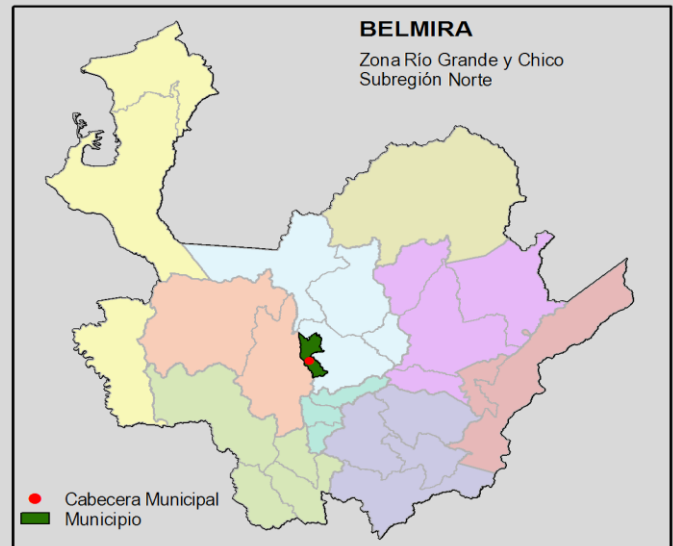 BELMIRA
Zona Río Grande y Chico
Subregión Norte
Cabecera Municipal
Municipio